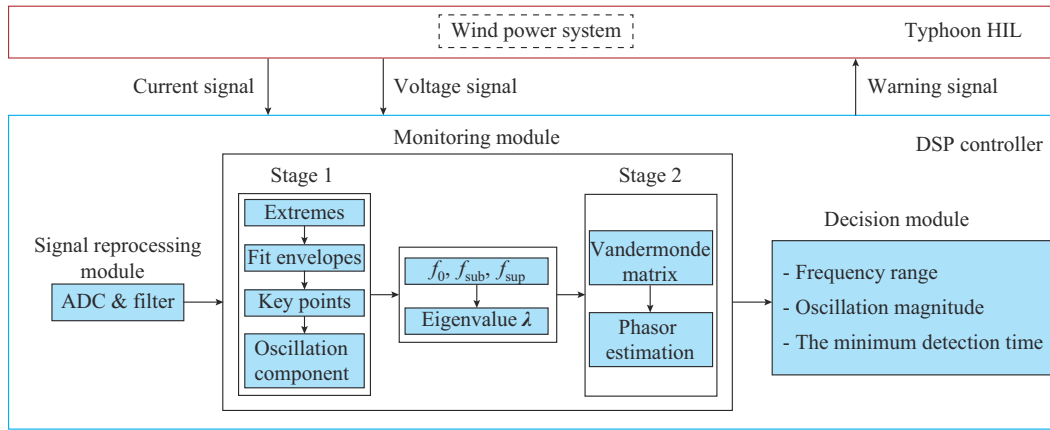 Wind power system
Typhoon HIL
Current signal
Voltage signal
Warning signal
DSP controller
Monitoring module
Signal reprocessing
module
ADC & filter
Stage 1
Extremes
Fit envelopes
Key points
Oscillation
component
f₀, f_sub, f_sup
Eigenvalue λ
Stage 2
Vandermonde
matrix
Phasor
estimation
Decision module
- Frequency range
- Oscillation magnitude
- The minimum detection time